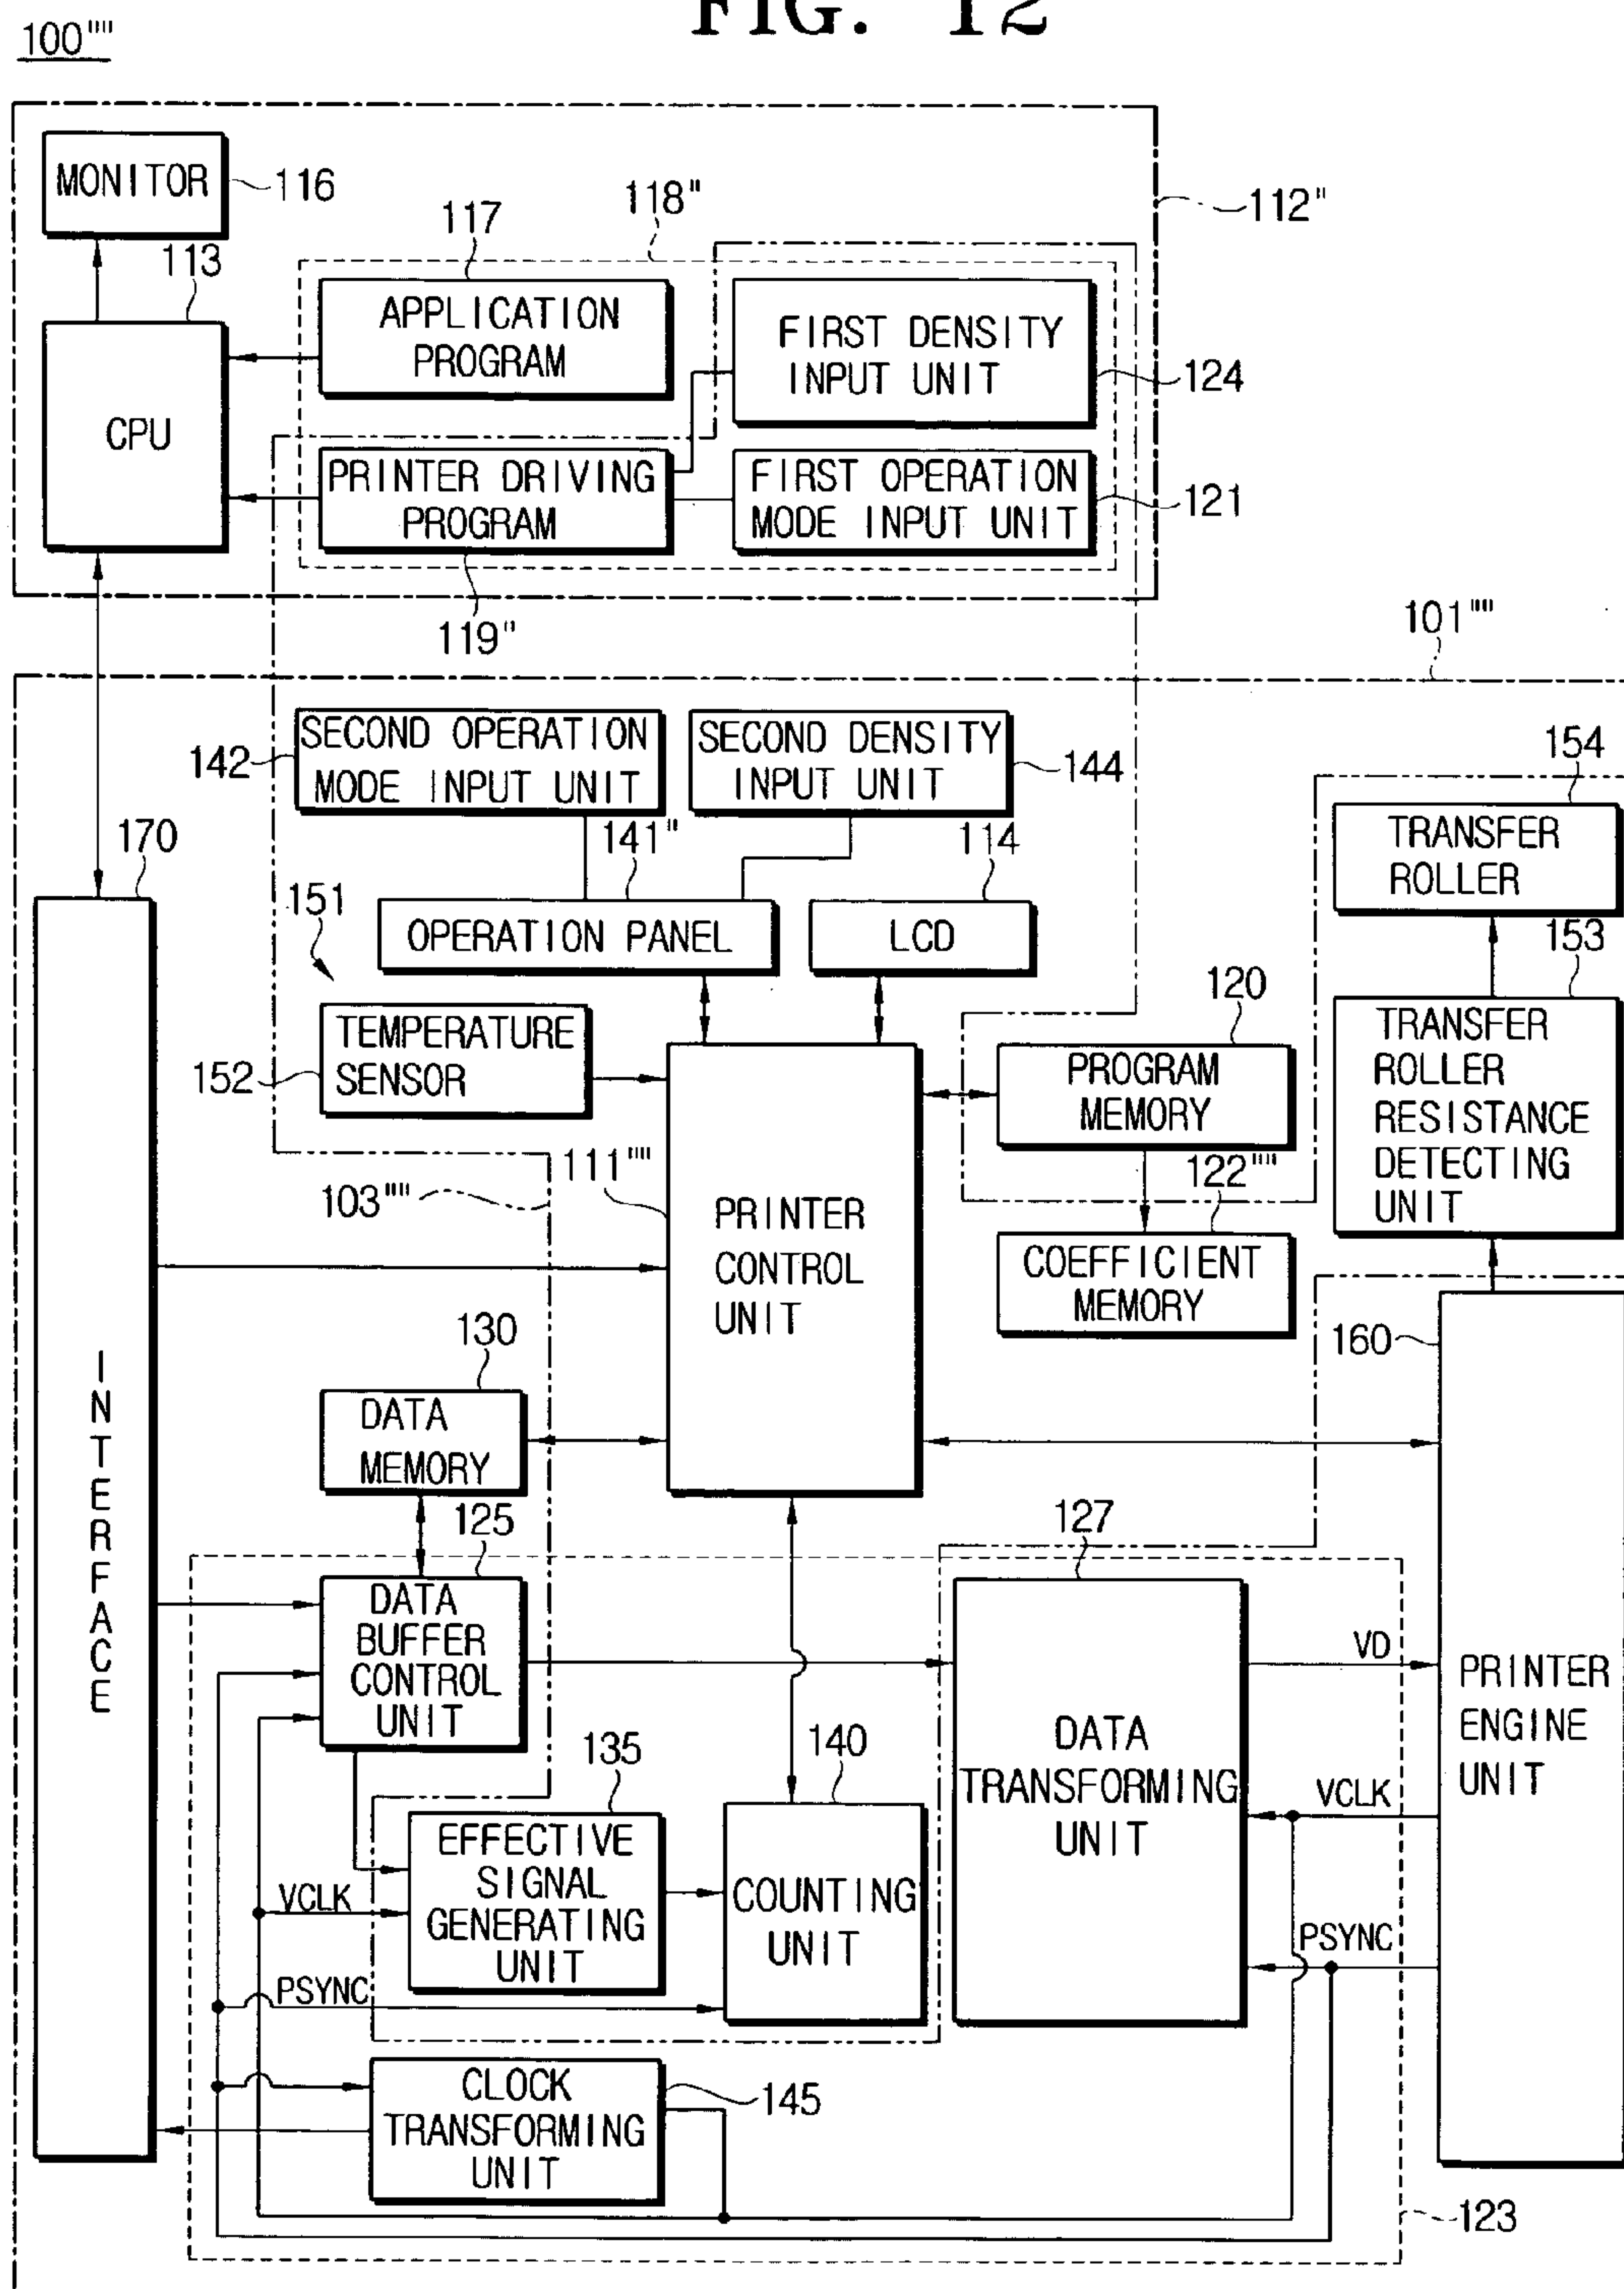 FIG. 12
100""
MONITOR
116
112"
118"
117
113
APPLICATION
PROGRAM
FIRST DENSITY
INPUT UNIT
124
CPU
PRINTER DRIVING
PROGRAM
FIRST OPERATION
MODE INPUT UNIT
121
119"
101""
SECOND OPERATION
MODE INPUT UNIT
142
SECOND DENSITY
INPUT UNIT
144
154
TRANSFER
ROLLER
170
141"
114
151
OPERATION PANEL
LCD
153
120
TEMPERATURE
SENSOR
152
PROGRAM
MEMORY
TRANSFER
ROLLER
RESISTANCE
DETECTING
UNIT
111""
103""
122""
PRINTER
CONTROL
UNIT
COEFFICIENT
MEMORY
130
160
INTERFACE
DATA
MEMORY
125
127
DATA
BUFFER
CONTROL
UNIT
VD
PRINTER
ENGINE
UNIT
DATA
TRANSFORMING
UNIT
135
140
VCLK
EFFECTIVE
SIGNAL
GENERATING
UNIT
VCLK
COUNTING
UNIT
PSYNC
PSYNC
CLOCK
TRANSFORMING
UNIT
145
123